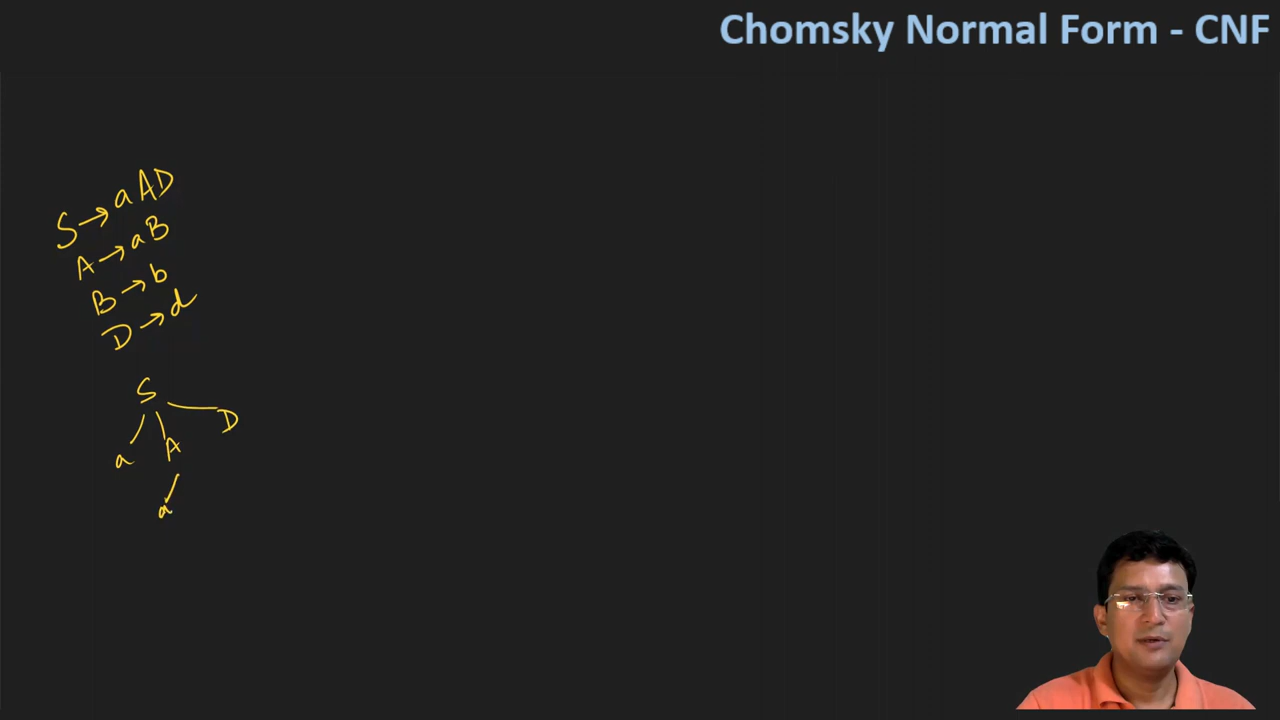 Chomsky Normal Form - CNF
S → aAD
A → aB
B → b
D → d
S
a A D
a